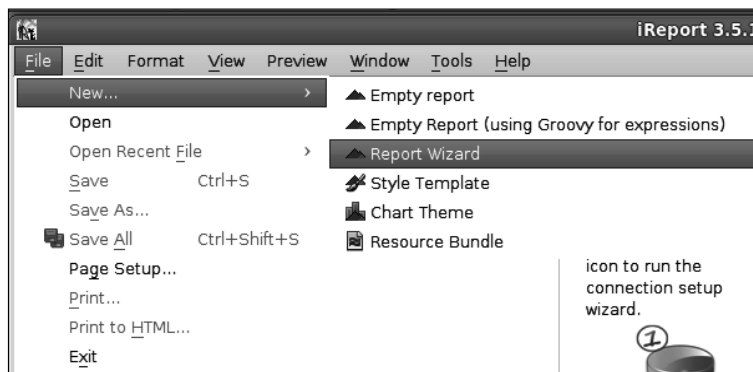 iReport 3.5.1
File Edit Format View Preview Window Tools Help
New...
Open
Open Recent File
Save Ctrl+S
Save As...
Save All Ctrl+Shift+S
Page Setup...
Print...
Print to HTML...
Exit
Empty report
Empty Report (using Groovy for expressions)
Report Wizard
Style Template
Chart Theme
Resource Bundle
icon to run the
connection setup
wizard.
1